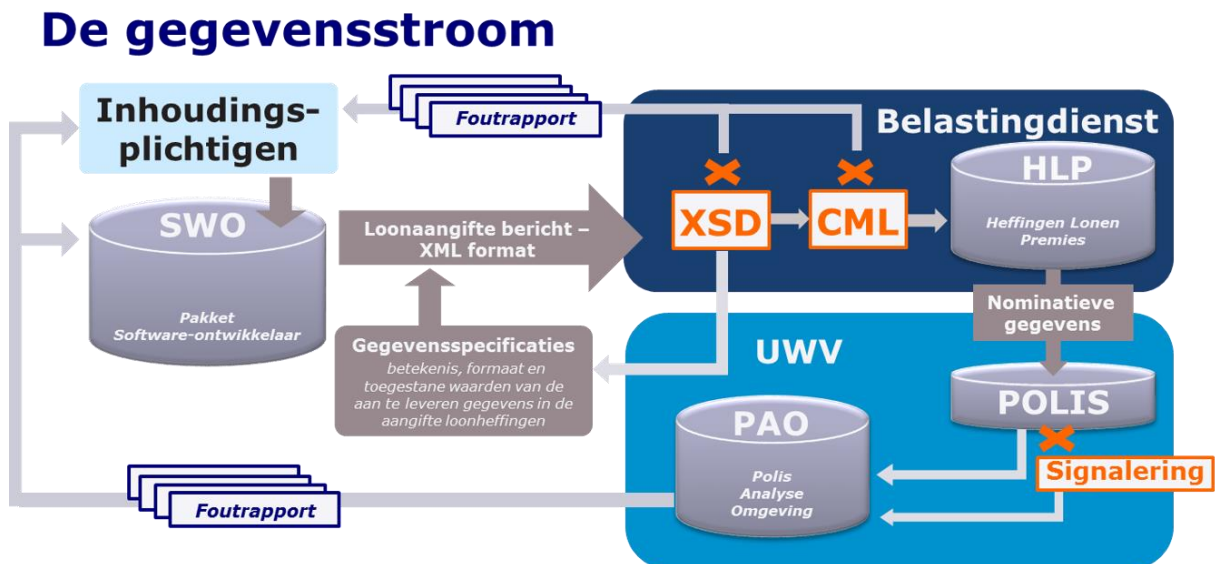 De gegevensstroom
Inhoudings-
plichtigen
Foutrapport
Belastingdienst
SWO
Pakket
Software-ontwikkelaar
Loonaangifte bericht –
XML format
XSD
CML
HLP
Heffingen Lonen
Premies
Nominatieve
gegevens
Gegevensspecificaties
betekenis, formaat en
toegestane waarden van de
aan te leveren gegevens in de
aangifte loonheffingen
UWV
POLIS
PAO
Polis
Analyse
Omgeving
Signalering
Foutrapport